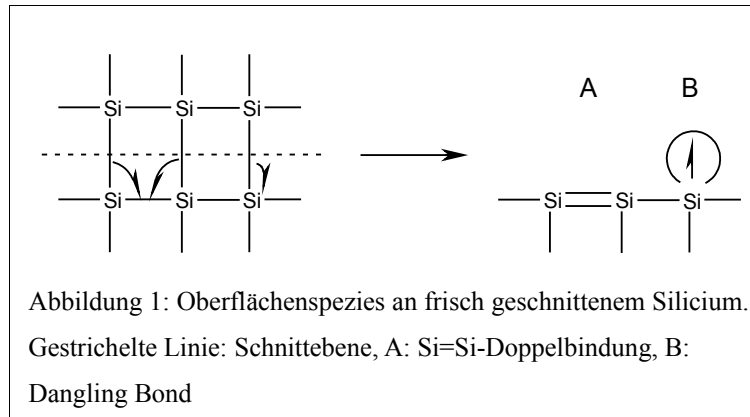 A B
Si Si Si
Si Si Si Si Si Si
Abbildung 1: Oberflächenspezies an frisch geschnittenem Silicium.
Gestrichelte Linie: Schnittebene, A: Si=Si-Doppelbindung, B:
Dangling Bond